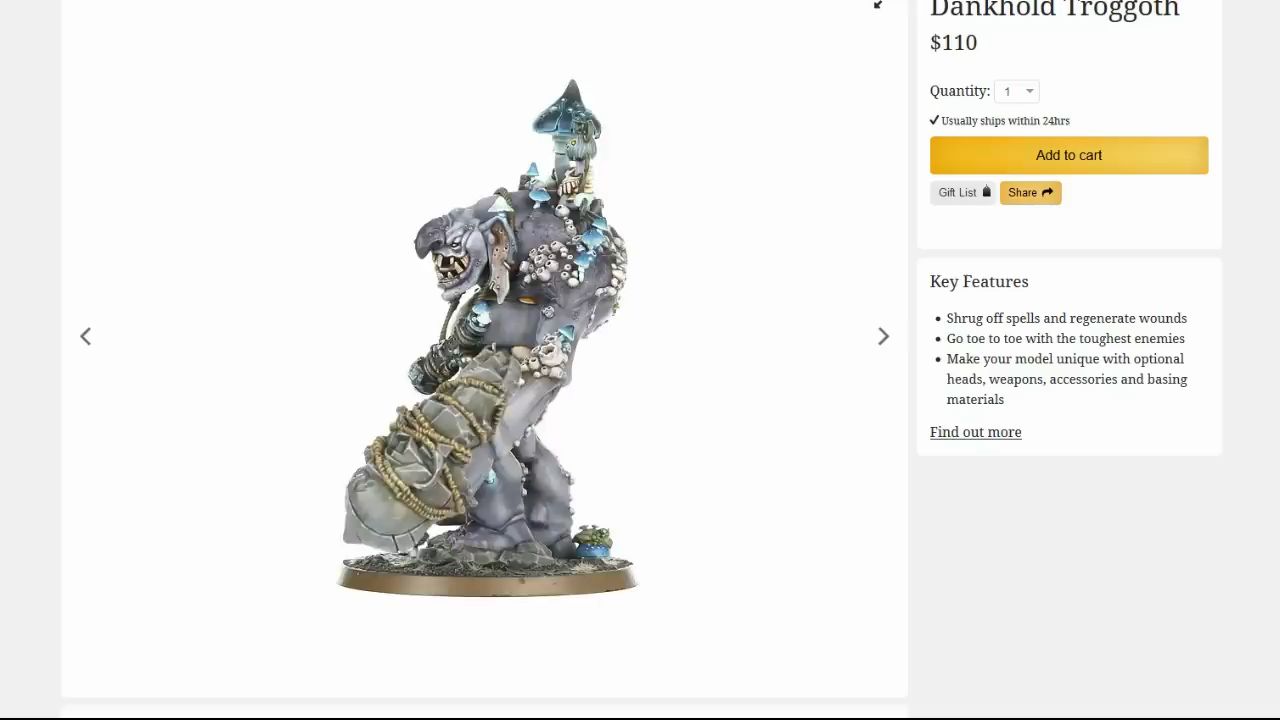 Dankhold Troggoth
$110
Quantity: 1
Usually ships within 24hrs
Add to cart
Gift List
Share
Key Features
Shrug off spells and regenerate wounds
Go toe to toe with the toughest enemies
Make your model unique with optional
heads, weapons, accessories and basing
materials
Find out more